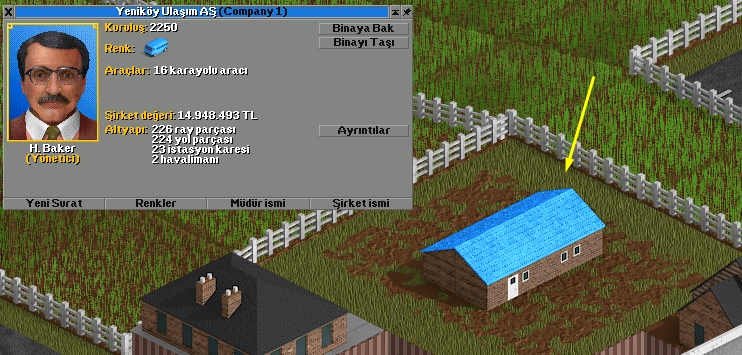 Yeniköy Ulaşım AŞ (Company 1)
Kuruluş: 2250
Binaya Bak
Binayı Taşı
Renk:
Araçlar: 16 karayolu aracı
Şirket değeri: 14.948.493 TL
Altyapı: 226 ray parçası
224 yol parçası
23 istasyon karesi
2 havalimanı
Ayrıntılar
H. Baker
(Yönetici)
Yeni Surat
Renkler
Müdür ismi
Şirket ismi